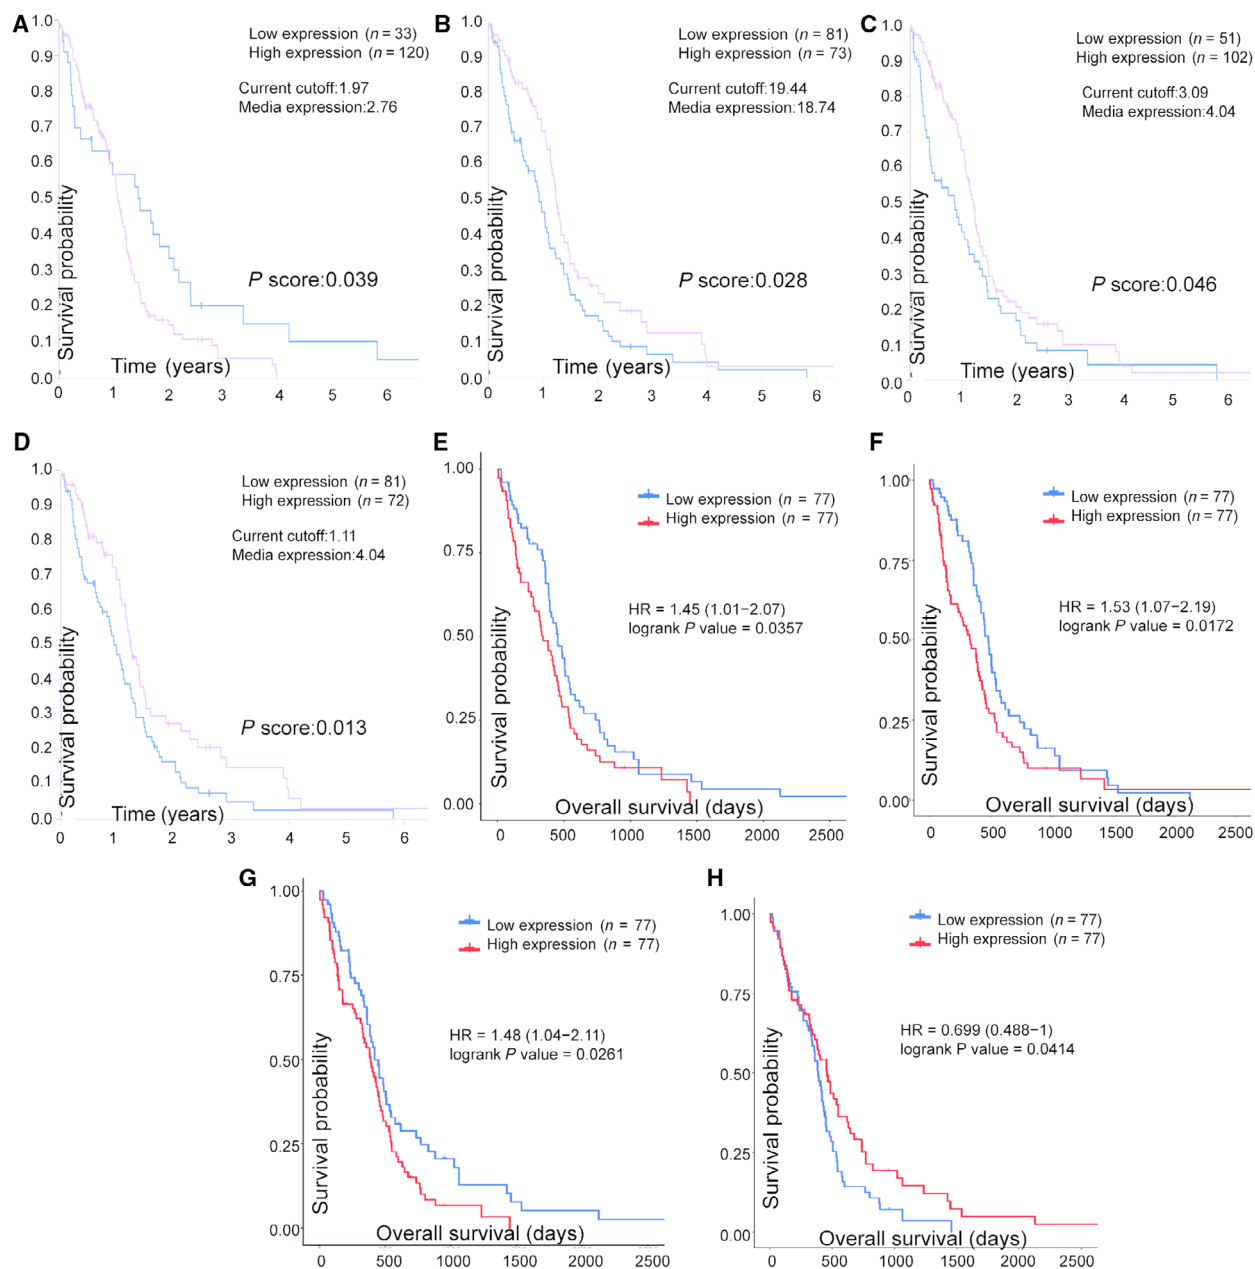 A
1.0
0.9
0.8
0.7
0.6
0.5
0.4
0.3
0.2
0.1
0.0
Survival probability
Low expression (n = 33)
High expression (n = 120)
Current cutoff:1.97
Media expression:2.76
P score:0.039
Time (years)
0 1 2 3 4 5 6
B
1.0
0.9
0.8
0.7
0.6
0.5
0.4
0.3
0.2
0.1
0.0
Survival probability
Low expression (n = 81)
High expression (n = 73)
Current cutoff:19.44
Media expression:18.74
P score:0.028
Time (years)
0 1 2 3 4 5 6
C
1.0
0.9
0.8
0.7
0.6
0.5
0.4
0.3
0.2
0.1
0.0
Survival probability
Low expression (n = 51)
High expression (n = 102)
Current cutoff:3.09
Media expression:4.04
P score:0.046
Time (years)
0 1 2 3 4 5 6
D
1.0
0.9
0.8
0.7
0.6
0.5
0.4
0.3
0.2
0.1
0.0
Survival probability
Low expression (n = 81)
High expression (n = 72)
Current cutoff:1.11
Media expression:4.04
P score:0.013
Time (years)
0 1 2 3 4 5 6
E
1.00
0.75
0.50
0.25
0.00
Survival probability
Low expression (n = 77)
High expression (n = 77)
HR = 1.45 (1.01−2.07)
logrank P value = 0.0357
Overall survival (days)
0 500 1000 1500 2000 2500
F
1.00
0.75
0.50
0.25
0.00
Survival probability
Low expression (n = 77)
High expression (n = 77)
HR = 1.53 (1.07−2.19)
logrank P value = 0.0172
Overall survival (days)
0 500 1000 1500 2000 2500
G
1.00
0.75
0.50
0.25
0.00
Survival probability
Low expression (n = 77)
High expression (n = 77)
HR = 1.48 (1.04−2.11)
logrank P value = 0.0261
Overall survival (days)
0 500 1000 1500 2000 2500
H
1.00
0.75
0.50
0.25
0.00
Survival probability
Low expression (n = 77)
High expression (n = 77)
HR = 0.699 (0.488−1)
logrank P value = 0.0414
Overall survival (days)
0 500 1000 1500 2000 2500